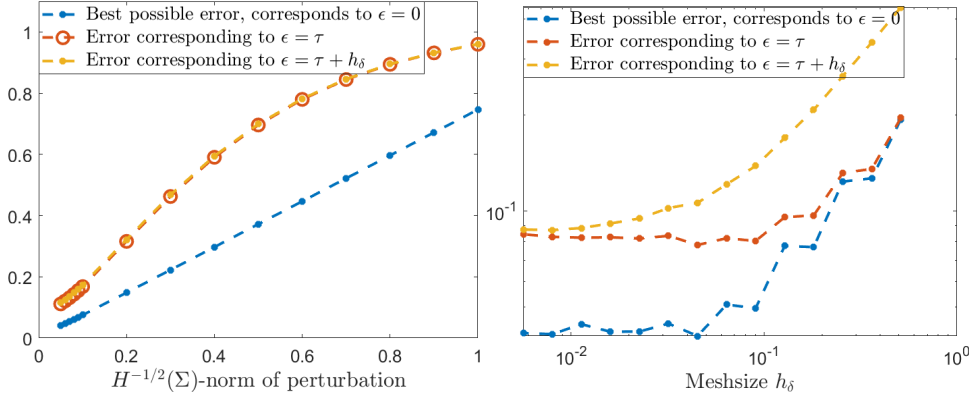 Best possible error, corresponds to ϵ = 0
Error corresponding to ϵ = τ
Error corresponding to ϵ = τ + h_δ
1
0.8
0.6
0.4
0.2
0
0 0.2 0.4 0.6 0.8 1
H^{-1/2}(Σ)-norm of perturbation
Best possible error, corresponds to ϵ = 0
Error corresponding to ϵ = τ
Error corresponding to ϵ = τ + h_δ
10^{-1}
10^{-2} 10^{-1} 10^{0}
Meshsize h_δ